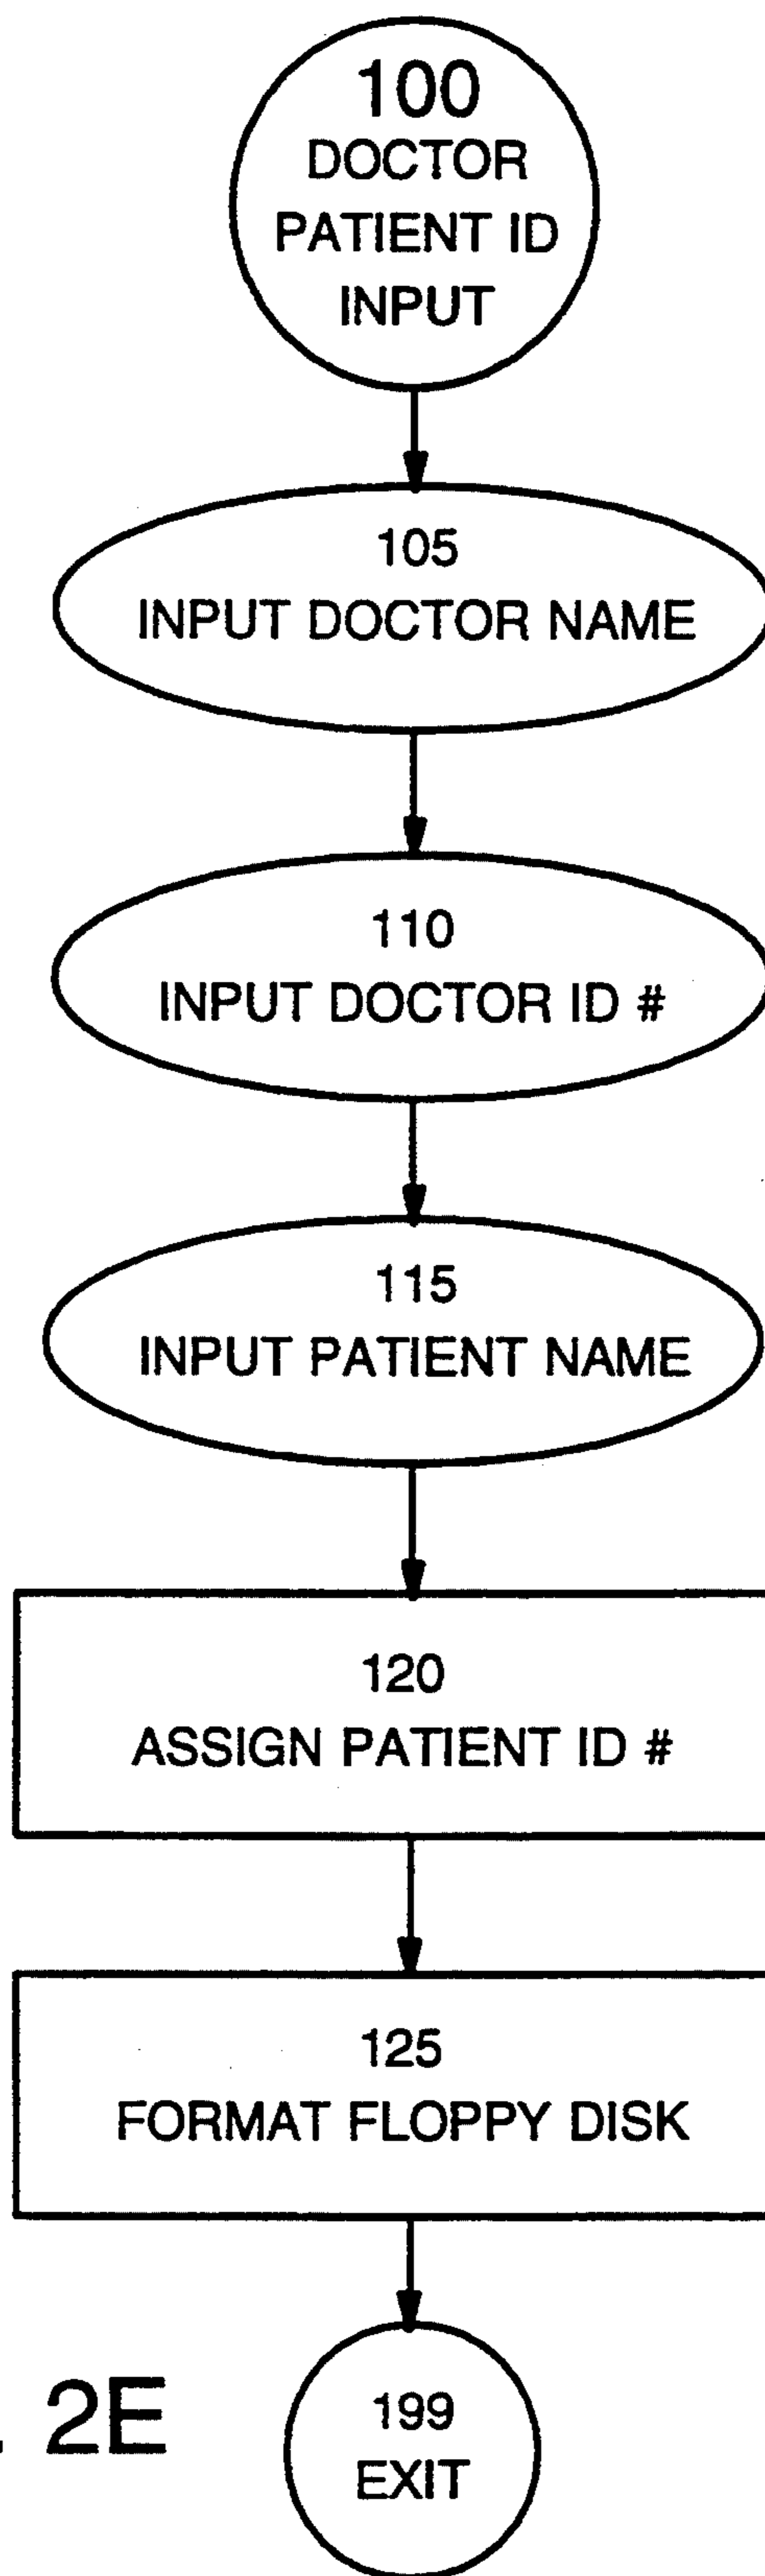 100
DOCTOR
PATIENT ID
INPUT
105
INPUT DOCTOR NAME
110
INPUT DOCTOR ID #
115
INPUT PATIENT NAME
120
ASSIGN PATIENT ID #
125
FORMAT FLOPPY DISK
199
EXIT
. 2E